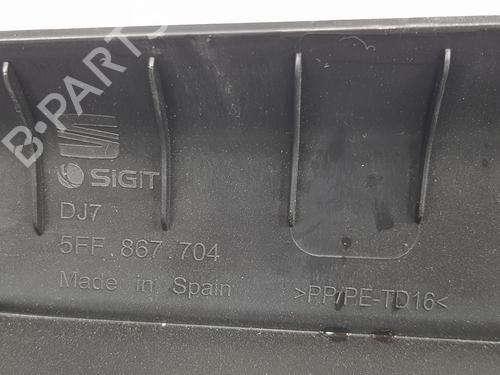 B-PARTS
SIGIT
DJ7
5FF.867.704
Made in Spain
>PP/PE-TD16<